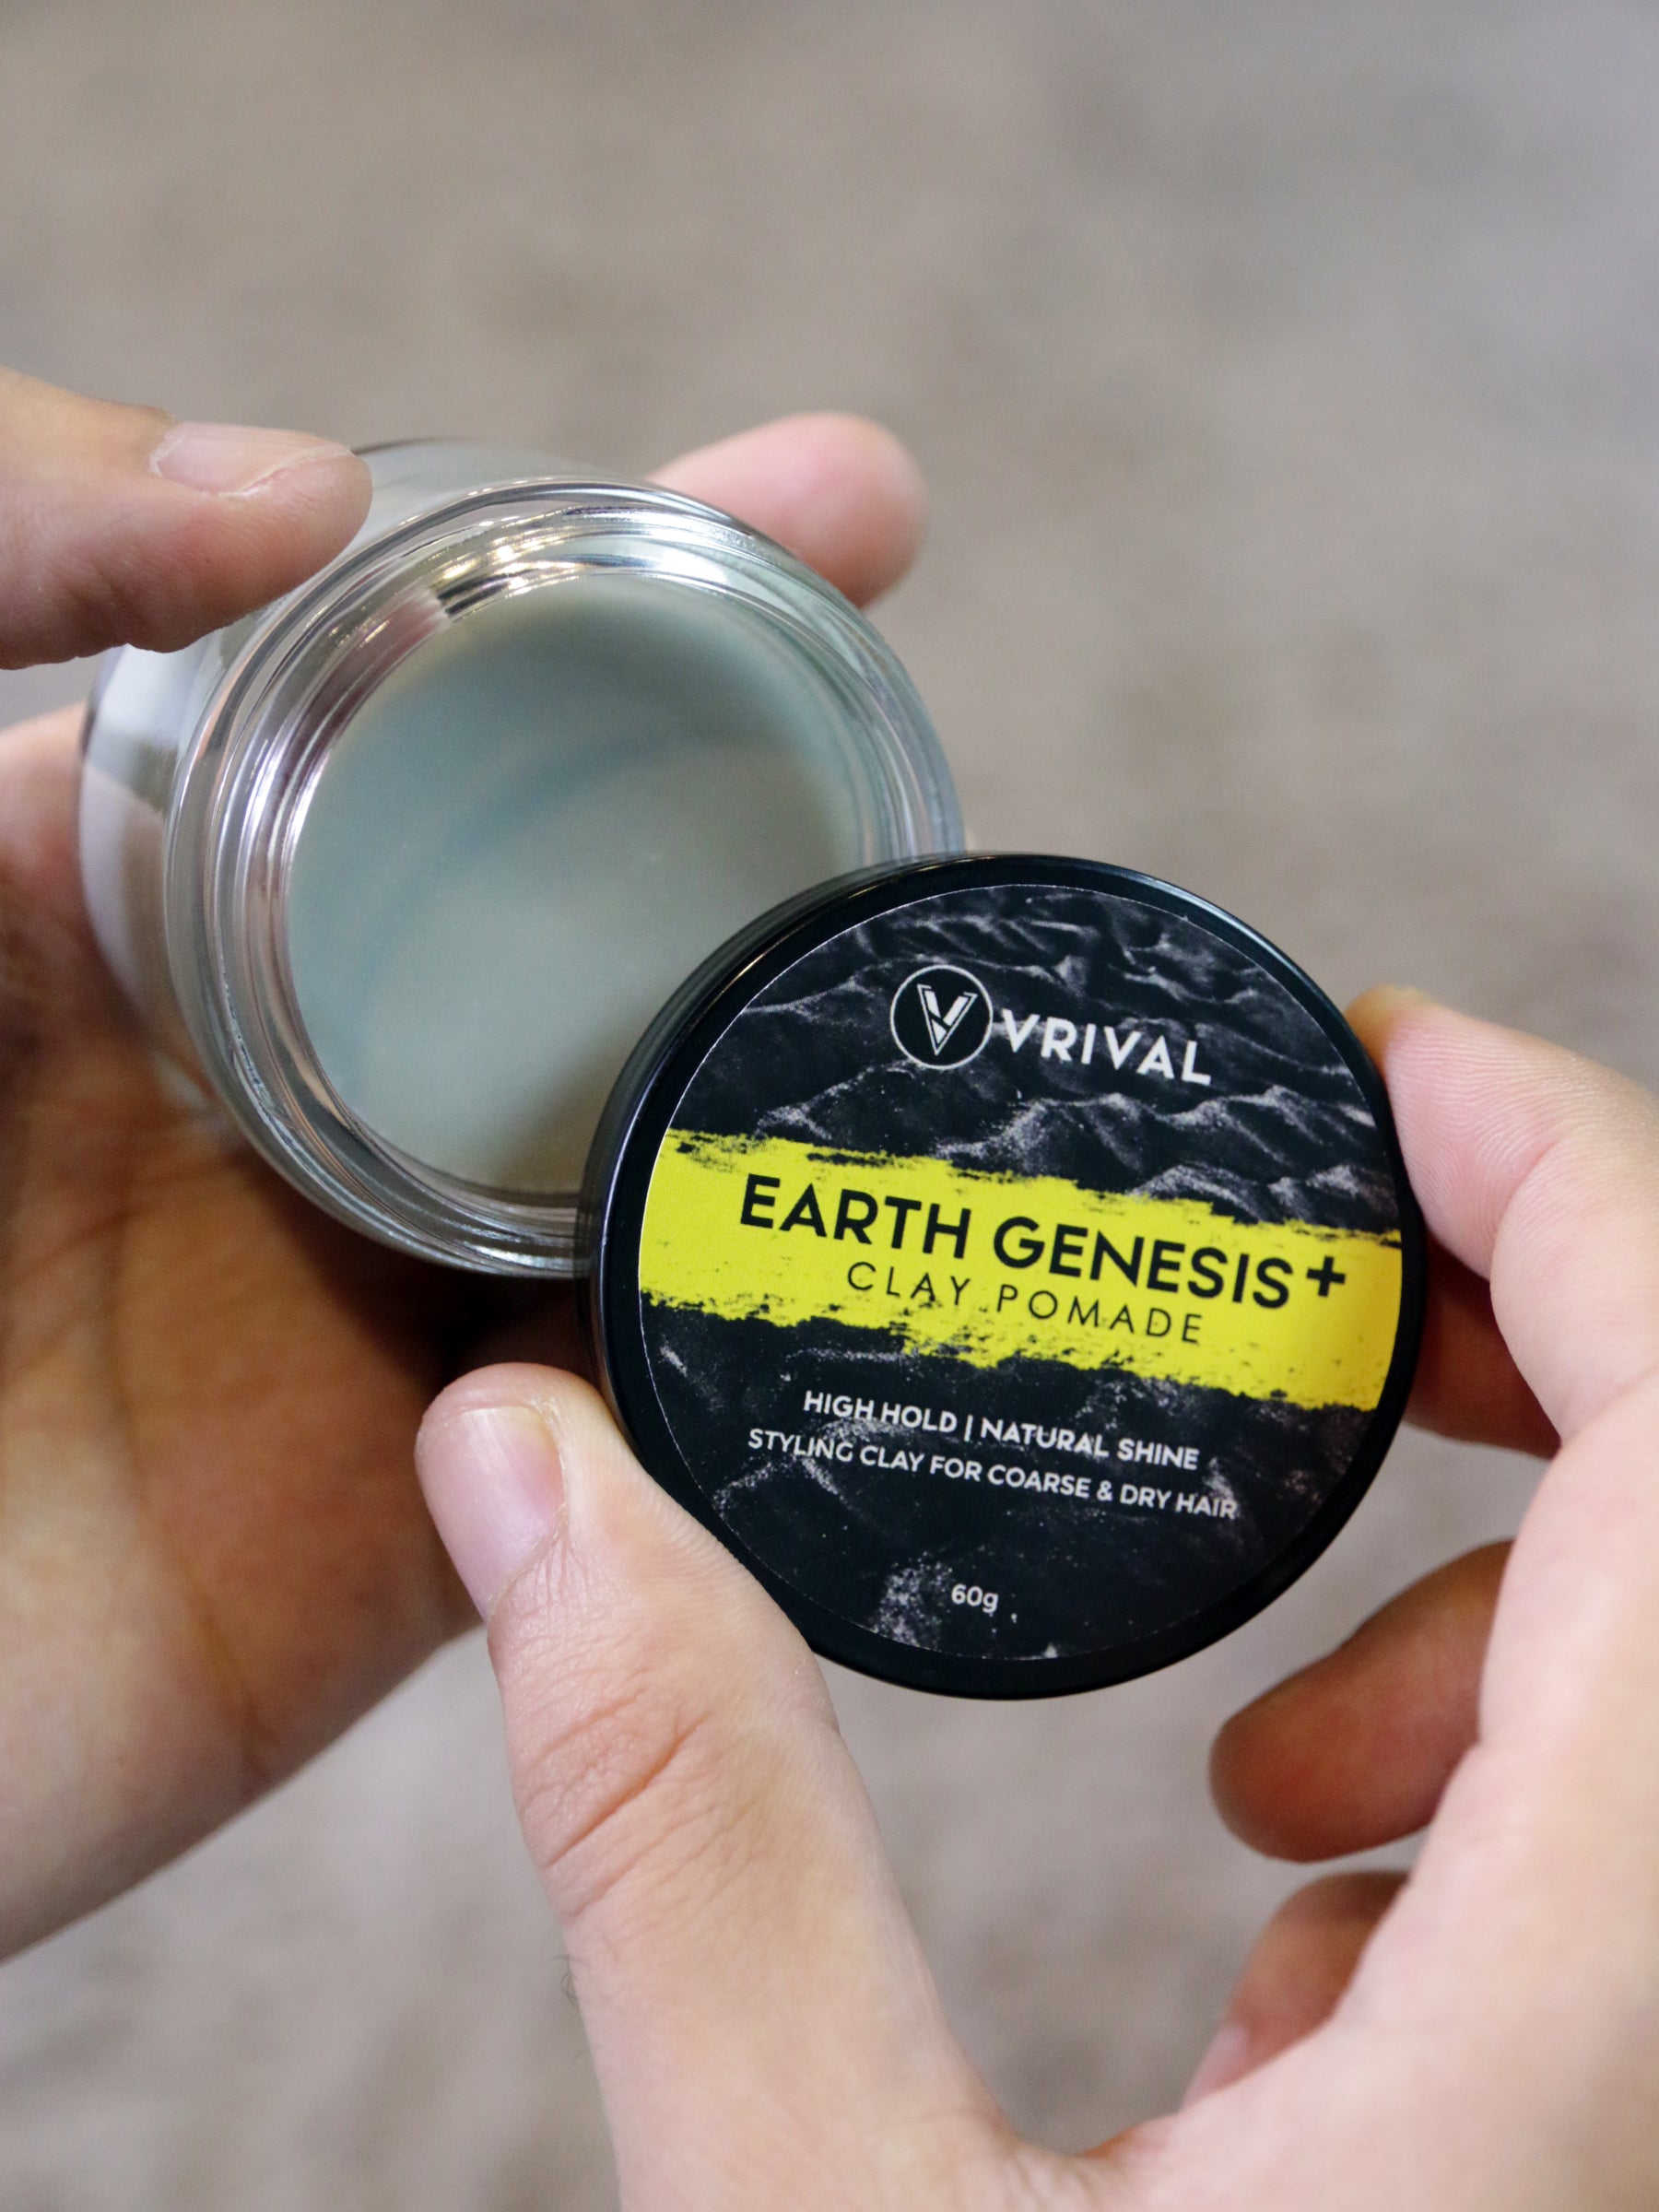 VRIVAL
EARTH GENESIS+
CLAY POMADE
HIGH HOLD | NATURAL SHINE
STYLING CLAY FOR COARSE & DRY HAIR
60g